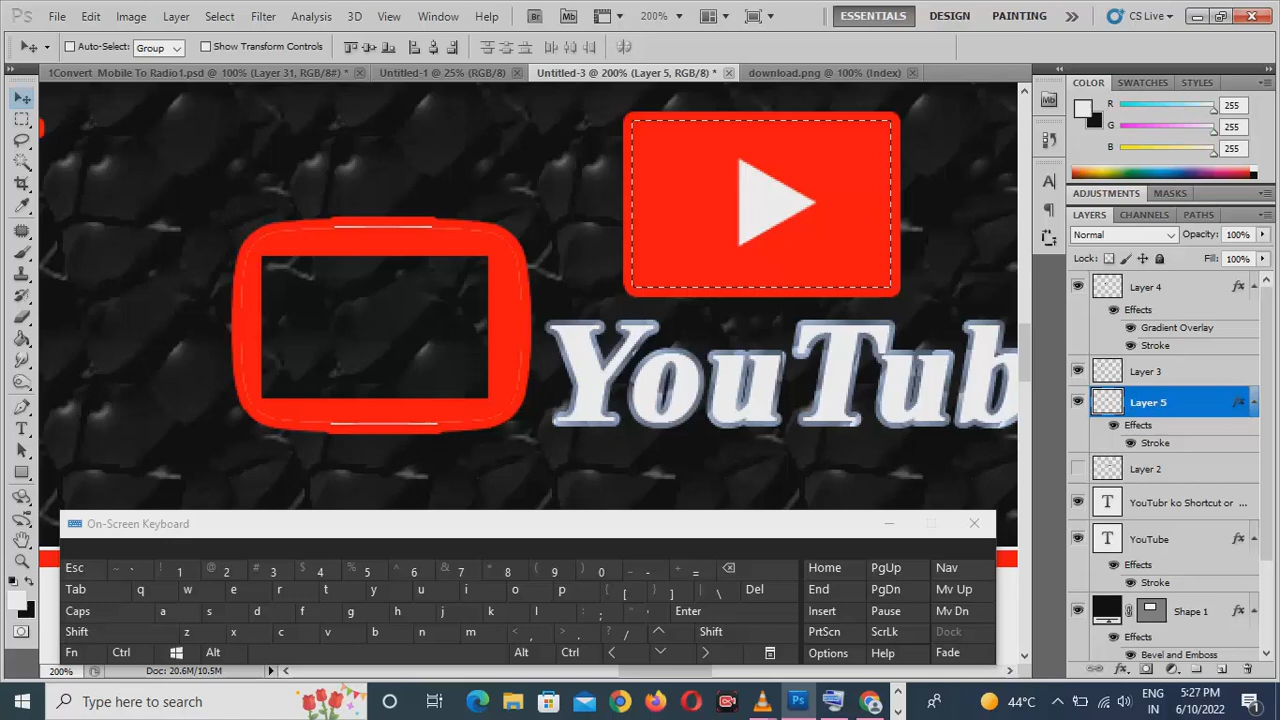 Ps File Edit Image Layer Select Filter Analysis 3D View Window Help Br Mb 200% ESSENTIALS DESIGN PAINTING CS Live
Auto-Select: Group Show Transform Controls
1Convert Mobile To Radio1.psd @ 100% (Layer 31, RGB/8#) * Untitled-1 @ 25% (RGB/8) Untitled-3 @ 200% (Layer 5, RGB/8) * download.png @ 100% (Index)
COLOR SWATCHES STYLES
R 255
G 255
B 255
ADJUSTMENTS MASKS
LAYERS CHANNELS PATHS
Normal Opacity: 100%
Lock: Fill: 100%
Layer 4
Effects
Gradient Overlay
Stroke
Layer 3
Layer 5
Effects
Stroke
Layer 2
YouTubr ko Shortcut or ...
YouTube
Effects
Stroke
Shape 1
Effects
Bevel and Emboss
YouTub
On-Screen Keyboard
Esc ~ ` ! 1 @ 2 # 3 $ 4 % 5 ^ 6 & 7 * 8 ( 9 ) 0 _ - + = Home PgUp Nav
Tab q w e r t y u i o p { [ } ] | \ Del End PgDn Mv Up
Caps a s d f g h j k l : ; " ' Enter Insert Pause Mv Dn
Shift z x c v b n m < , > . ? / Shift PrtScn ScrLk Dock
Fn Ctrl Alt Alt Ctrl Options Help Fade
200% Doc: 20.6M/10.5M
Type here to search Ps 44°C ENG IN 5:27 PM 6/10/2022 1